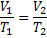 V₁/T₁ = V₂/T₂